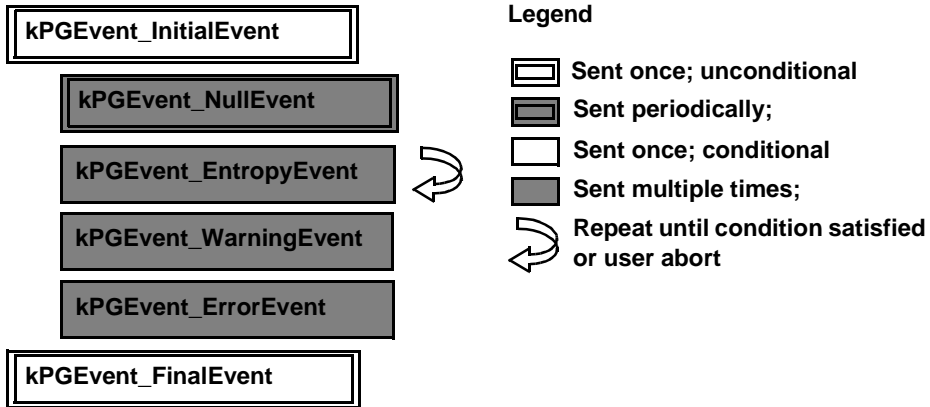 kPGEvent_InitialEvent
kPGEvent_NullEvent
kPGEvent_EntropyEvent
kPGEvent_WarningEvent
kPGEvent_ErrorEvent
kPGEvent_FinalEvent
Legend
Sent once; unconditional
Sent periodically;
Sent once; conditional
Sent multiple times;
Repeat until condition satisfied
or user abort